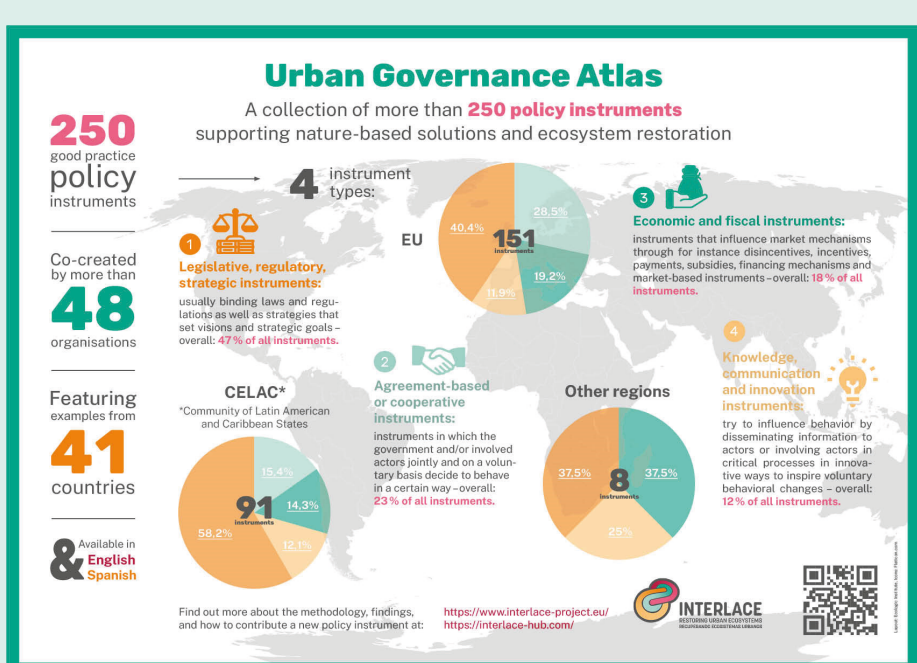 Urban Governance Atlas
A collection of more than 250 policy instruments
supporting nature-based solutions and ecosystem restoration
250
good practice
policy
instruments
Co-created
by more than
48
organisations
Featuring
examples from
41
countries
& Available in
English
Spanish
4 instrument
types:
1
Legislative, regulatory,
strategic instruments:
usually binding laws and regu-
lations as well as strategies that
set visions and strategic goals –
overall: 47 % of all instruments.
2
Agreement-based
or cooperative
instruments:
instruments in which the
government and/or involved
actors jointly and on a volun-
tary basis decide to behave
in a certain way – overall:
23 % of all instruments.
3
Economic and fiscal instruments:
instruments that influence market mechanisms
through for instance disincentives, incentives,
payments, subsidies, financing mechanisms and
market-based instruments – overall: 18 % of all
instruments.
4
Knowledge,
communication
and innovation
instruments:
try to influence behavior by
disseminating information to
actors or involving actors in
critical processes in innova-
tive ways to inspire voluntary
behavioral changes – overall:
12 % of all instruments.
EU
151
instruments
28,5%
19,2%
11,9%
40,4%
CELAC*
*Community of Latin American
and Caribbean States
91
instruments
15,4%
14,3%
12,1%
58,2%
Other regions
8
instruments
37,5%
37,5%
25%
Find out more about the methodology, findings,
and how to contribute a new policy instrument at:
https://www.interlace-project.eu/
https://interlace-hub.com/
INTERLACE
RESTORING URBAN ECOSYSTEMS
RECUPERANDO ECOSISTEMAS URBANOS